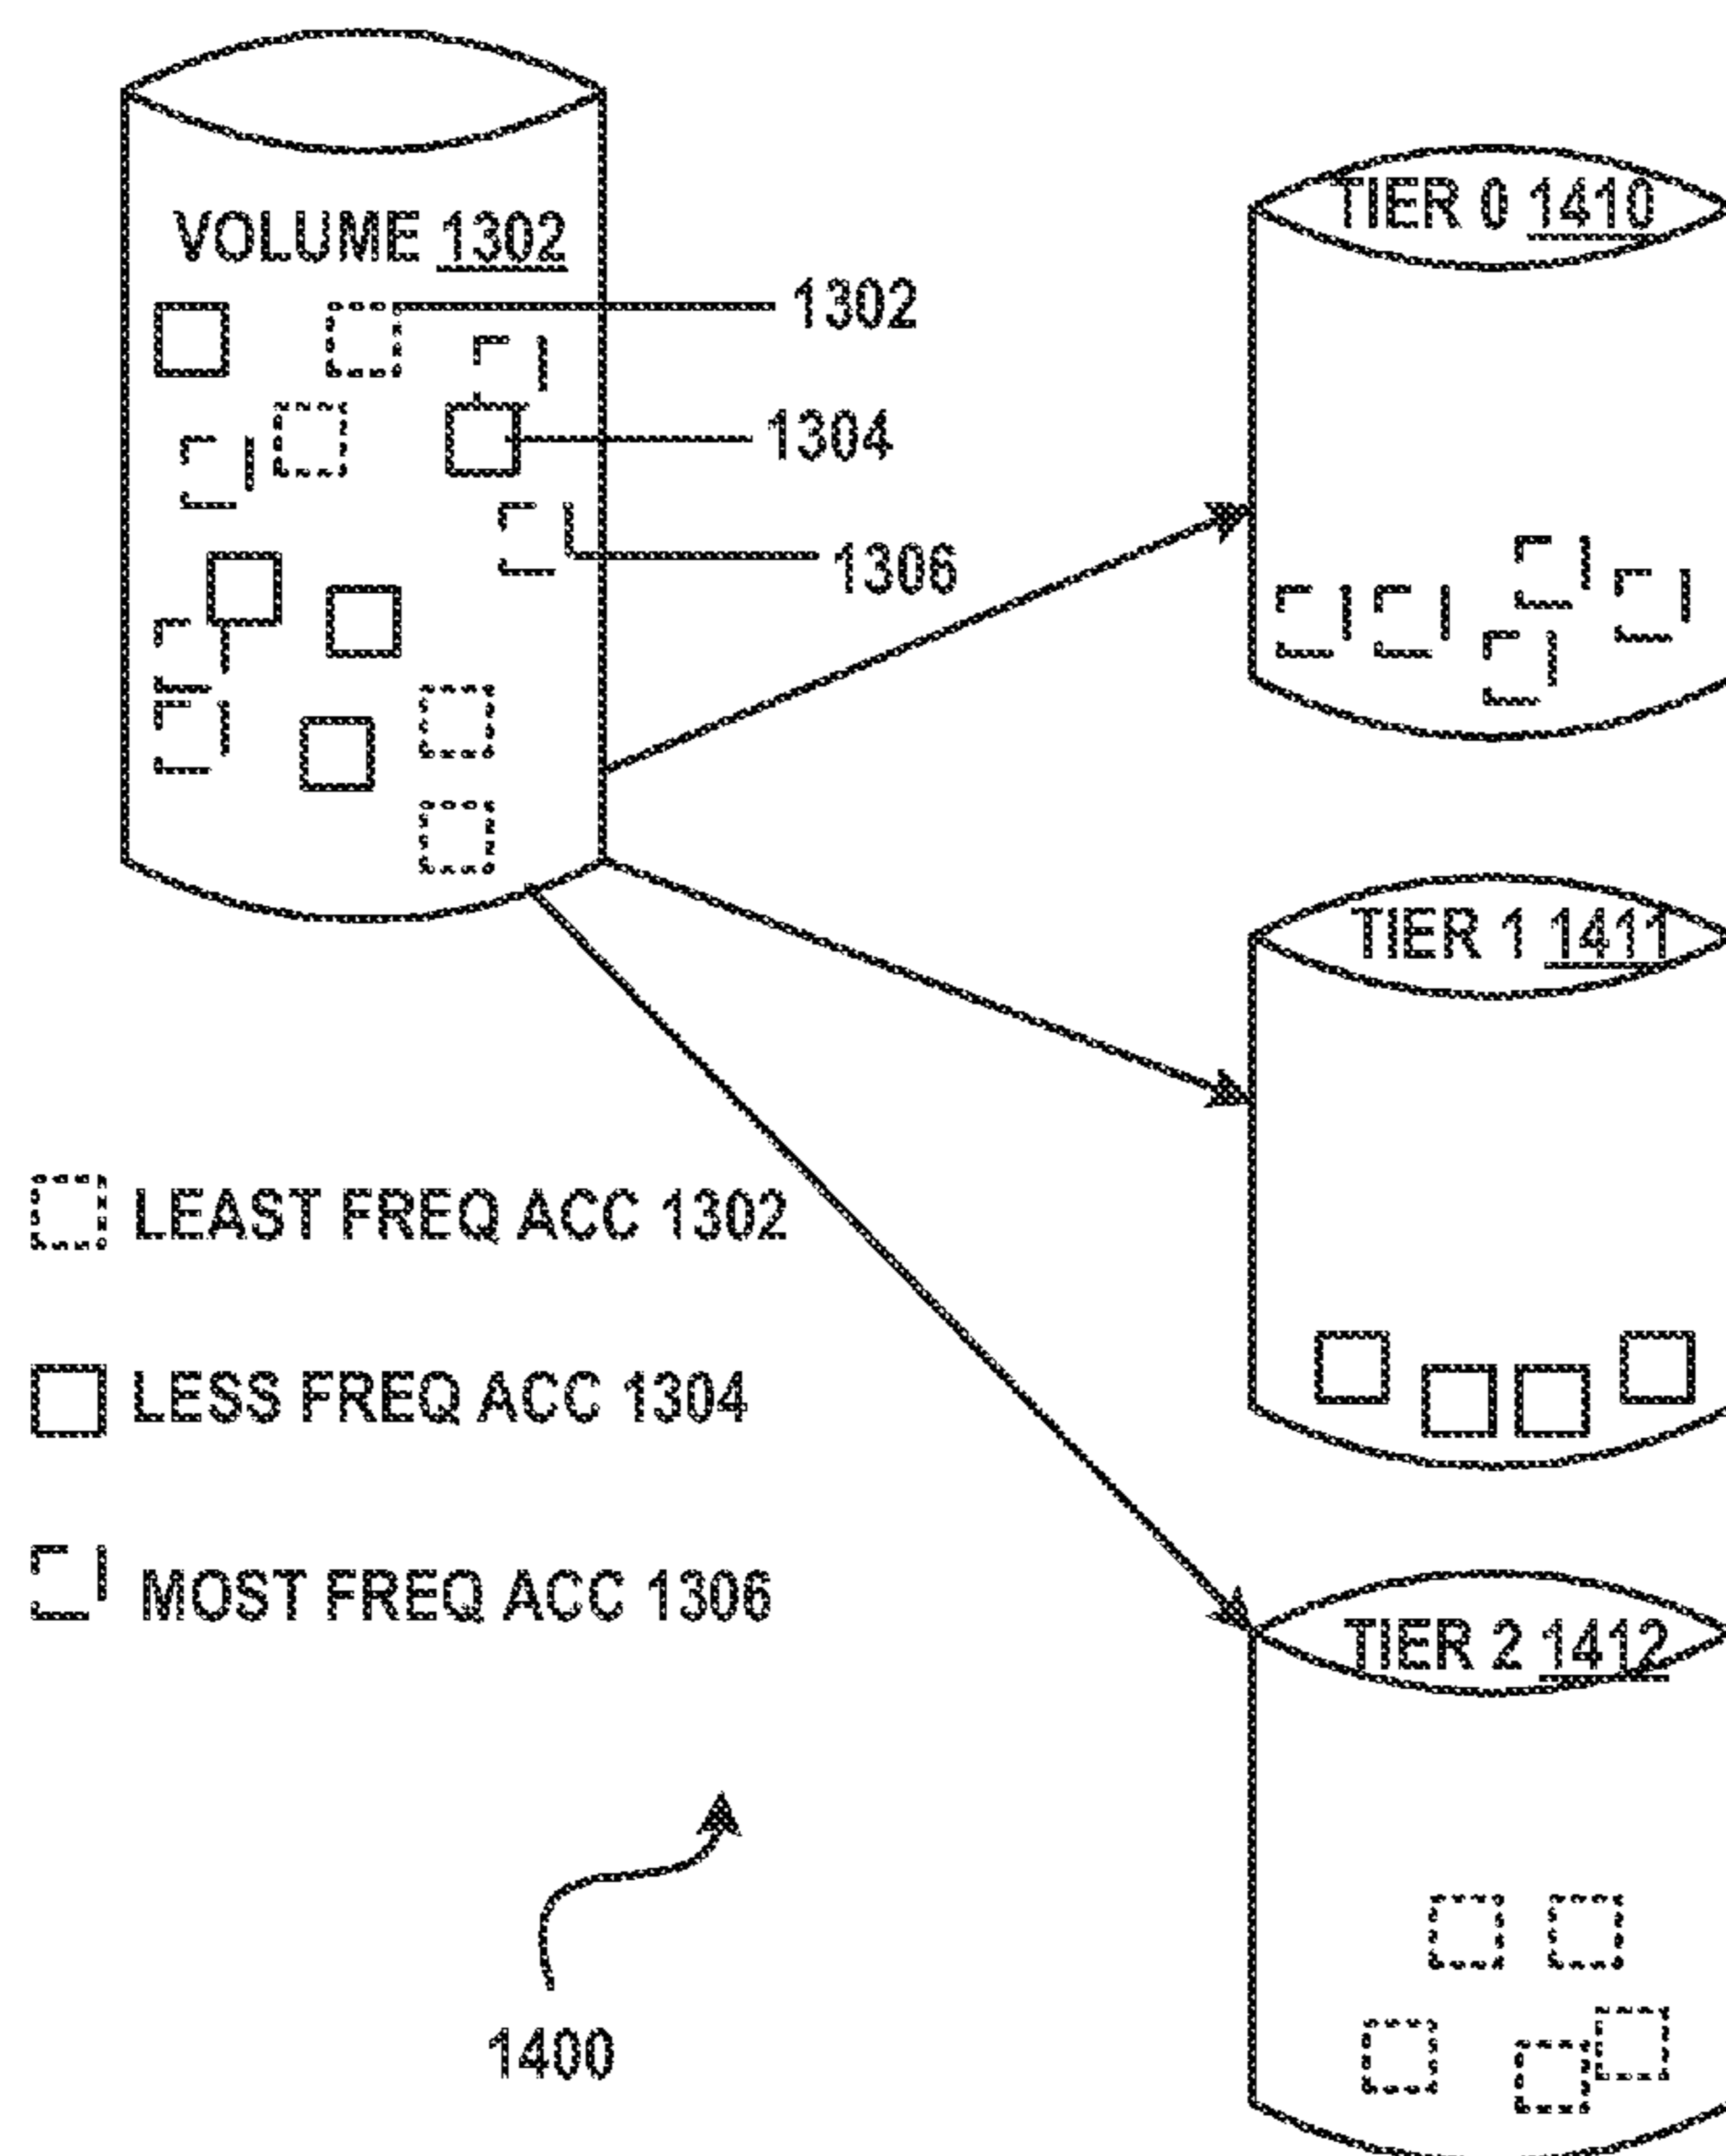 VOLUME 1302
1302
1304
1306
TIER 0 1410
TIER 1 1411
LEAST FREQ ACC 1302
LESS FREQ ACC 1304
MOST FREQ ACC 1306
TIER 2 1412
1400